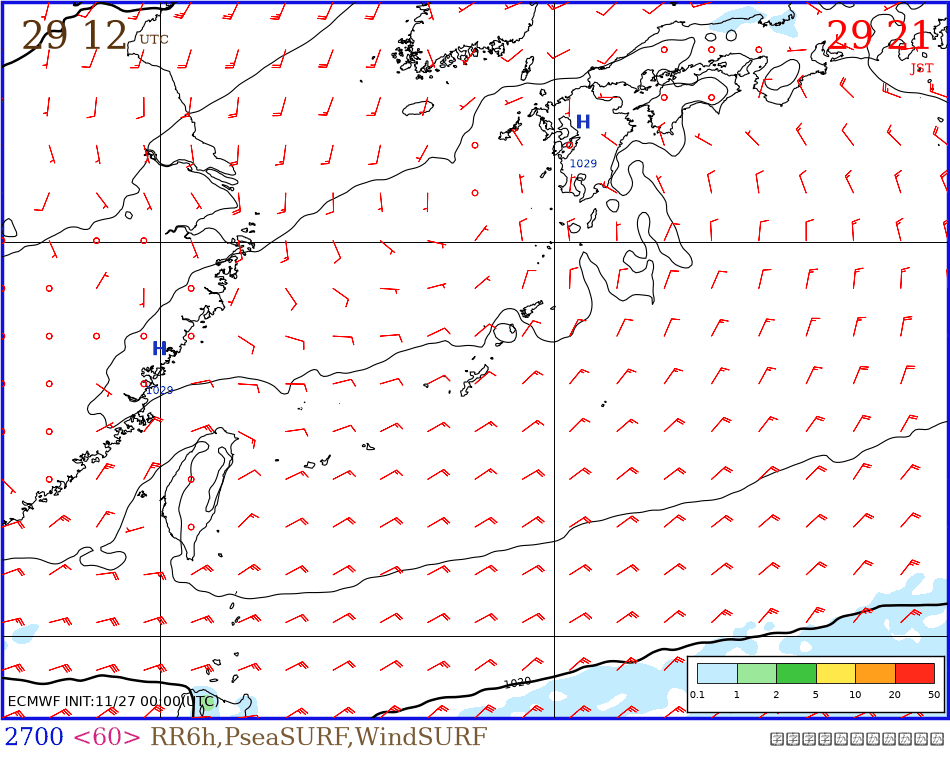 29 12 UTC
29 21 JST
H
1029
H
1029
1020
ECMWF INIT:11/27 00:00(UTC)
0.1 1 2 5 10 20 50
2700 <60> RR6h,PseaSURF,WindSURF